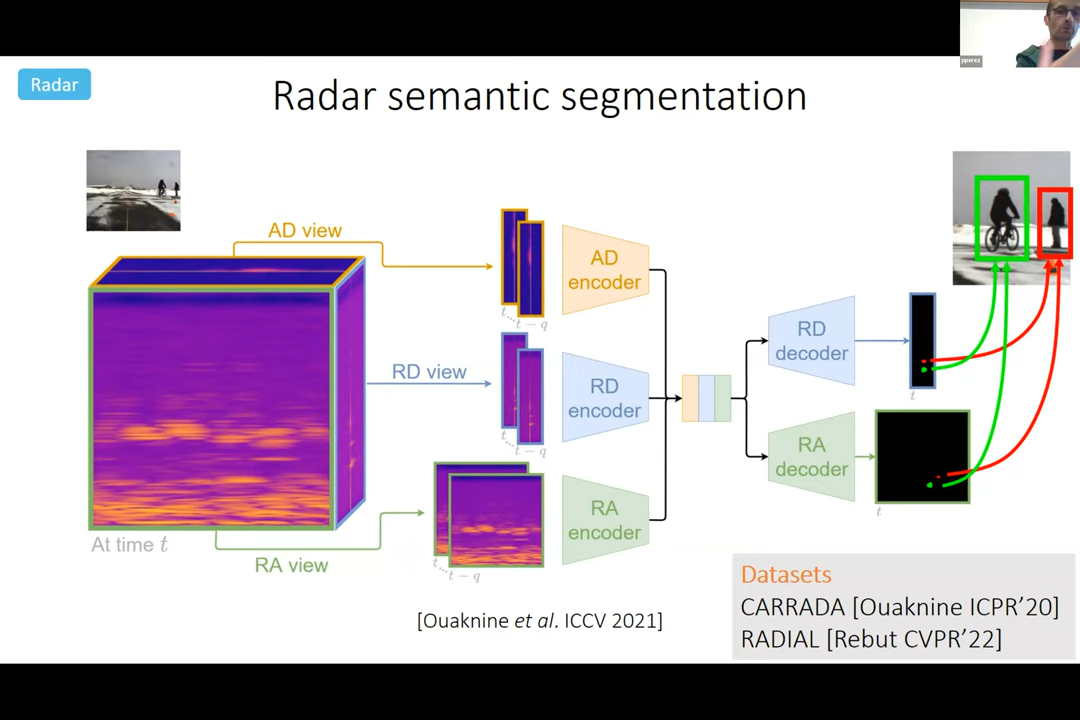 pperez
Radar
Radar semantic segmentation
AD view
AD
encoder
t...t − q
RD view
RD
encoder
t...t − q
RD
decoder
t
RA
encoder
t...t − q
RA
decoder
t
At time t
RA view
[Ouaknine et al. ICCV 2021]
Datasets
CARRADA [Ouaknine ICPR’20]
RADIAL [Rebut CVPR’22]